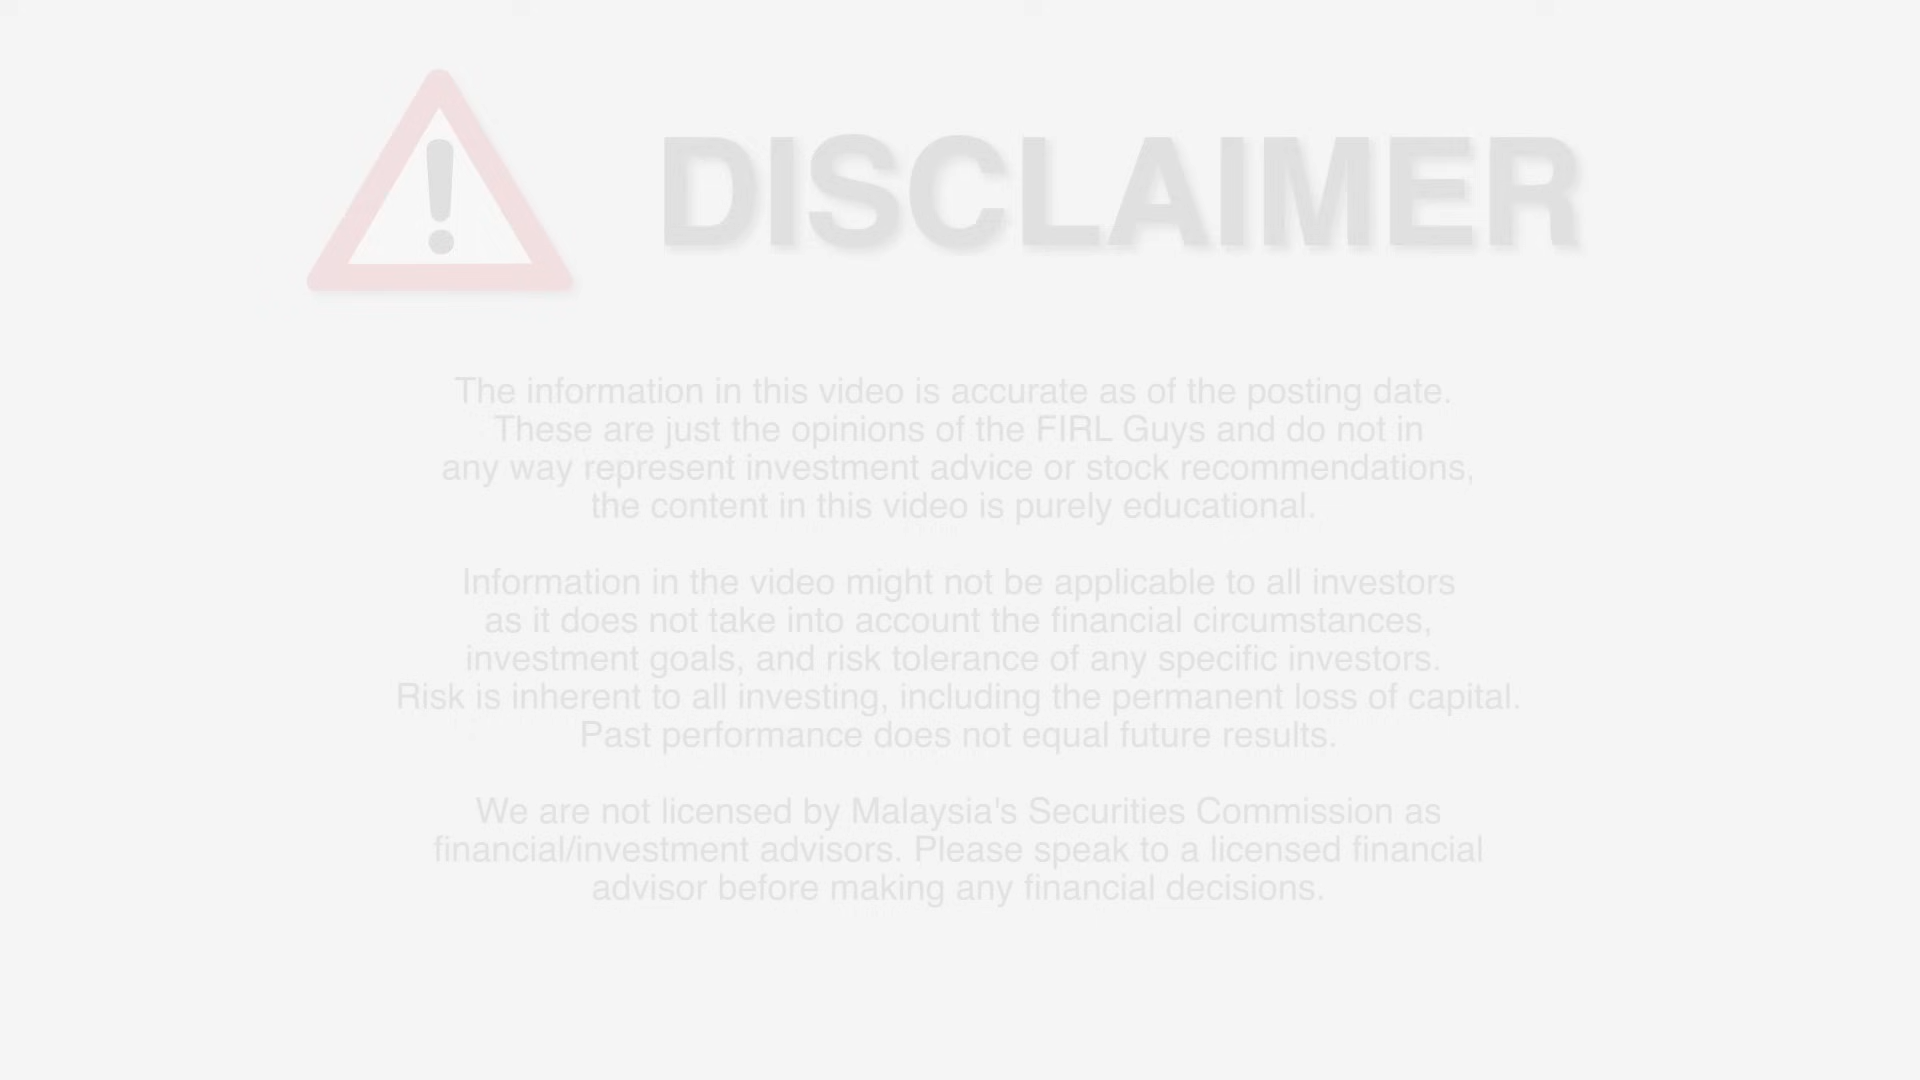 DISCLAIMER
The information in this video is accurate as of the posting date.
These are just the opinions of the FIRL Guys and do not in
any way represent investment advice or stock recommendations,
the content in this video is purely educational.
Information in the video might not be applicable to all investors
as it does not take into account the financial circumstances,
investment goals, and risk tolerance of any specific investors.
Risk is inherent to all investing, including the permanent loss of capital.
Past performance does not equal future results.
We are not licensed by Malaysia's Securities Commission as
financial/investment advisors. Please speak to a licensed financial
advisor before making any financial decisions.